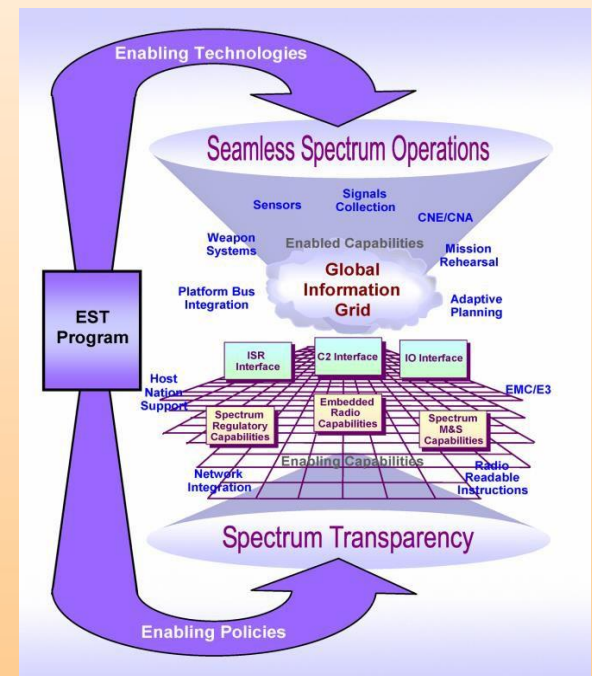 Enabling Technologies
Seamless Spectrum Operations
Signals
Collection
Sensors
CNE/CNA
Weapon
Systems
Enabled Capabilities
Mission
Rehearsal
Global
Information
Grid
Platform Bus
Integration
Adaptive
Planning
EST
Program
ISR
Interface
C2 Interface
IO Interface
Host
Nation
Support
EMC/E3
Spectrum
Regulatory
Capabilities
Embedded
Radio
Capabilities
Spectrum
M&S
Capabilities
Enabling Capabilities
Network
Integration
Radio
Readable
Instructions
Spectrum Transparency
Enabling Policies